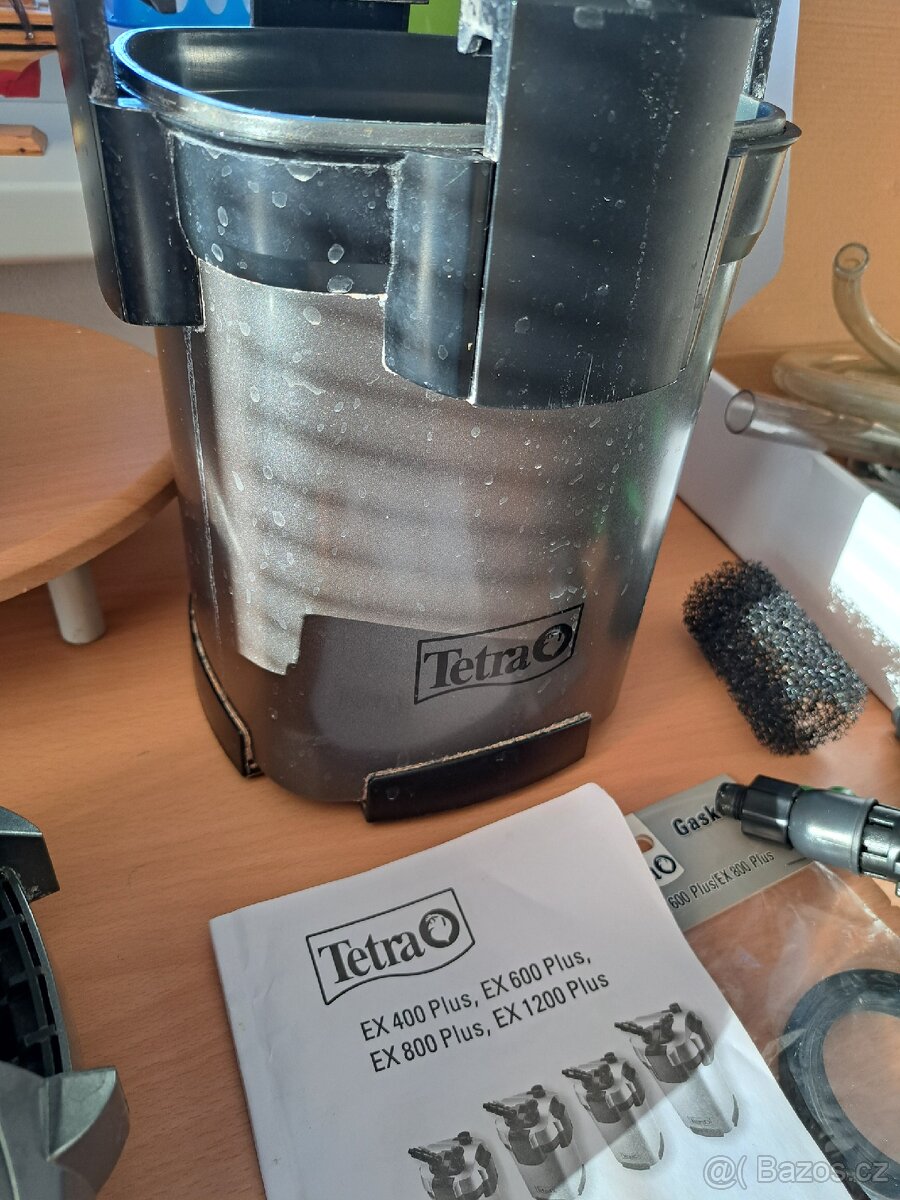 Tetra
Gask
600 Plus/EX 800 Plus
Tetra
EX 400 Plus, EX 600 Plus,
EX 800 Plus, EX 1200 Plus
@( Bazos.cz